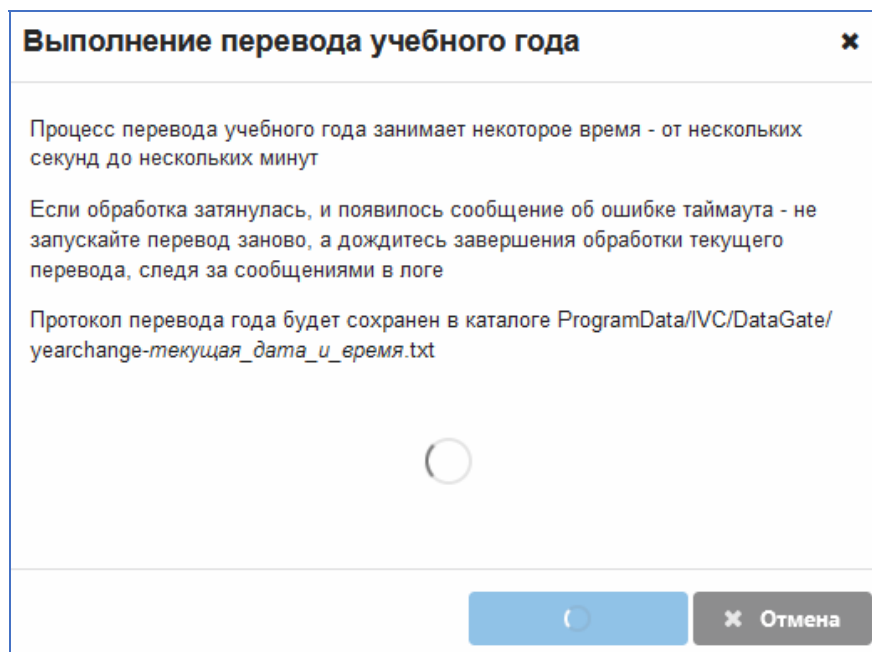 Выполнение перевода учебного года
Процесс перевода учебного года занимает некоторое время - от нескольких
секунд до нескольких минут
Если обработка затянулась, и появилось сообщение об ошибке таймаута - не
запускайте перевод заново, а дождитесь завершения обработки текущего
перевода, следя за сообщениями в логе
Протокол перевода года будет сохранен в каталоге ProgramData/IVC/DataGate/
yearchange-текущая_дата_и_время.txt
Отмена